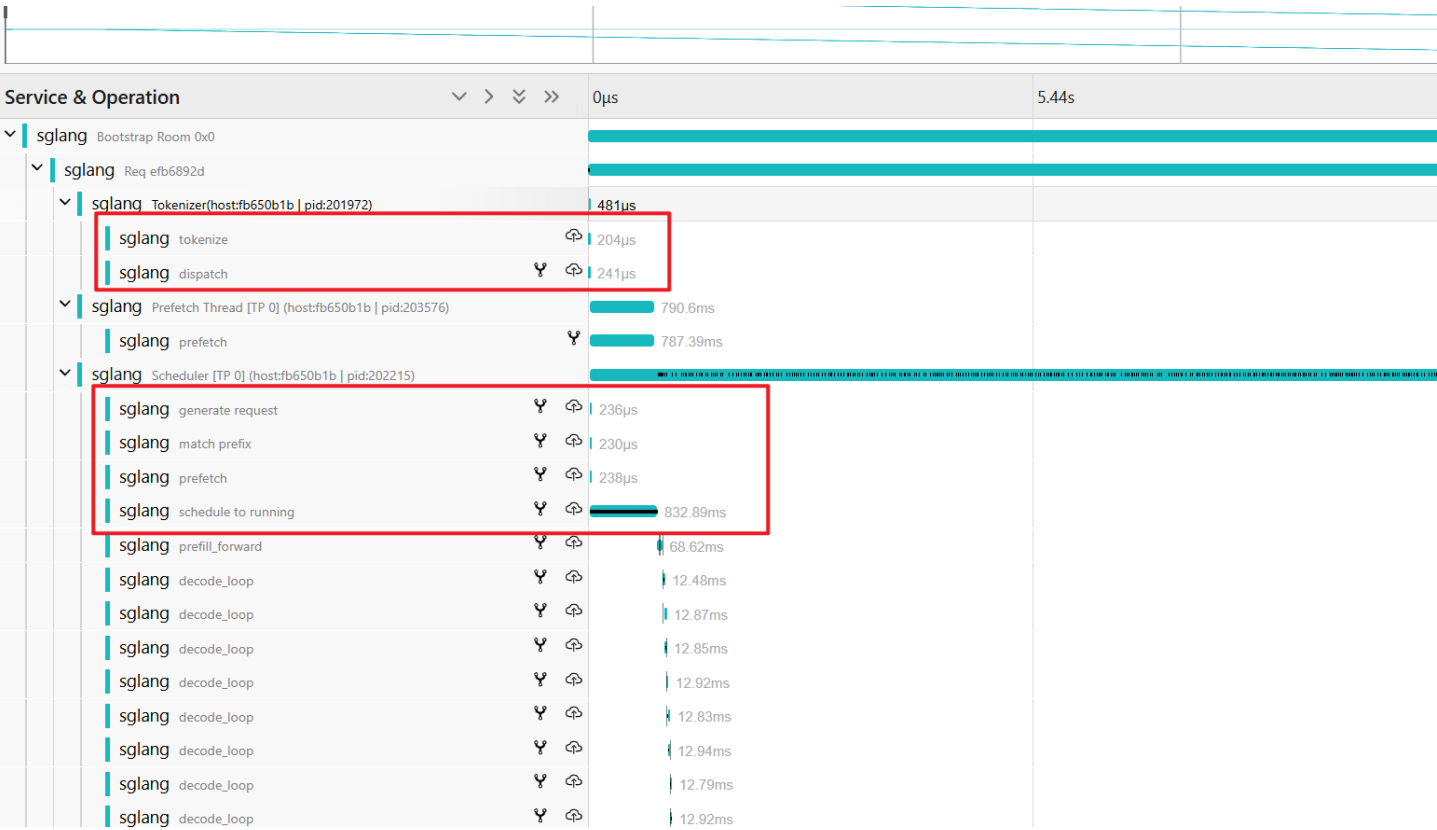 Service & Operation 0μs 5.44s
sglang Bootstrap Room 0x0
sglang Req efb6892d
sglang Tokenizer(host:fb650b1b | pid:201972) 481μs
sglang tokenize 204μs
sglang dispatch 241μs
sglang Prefetch Thread [TP 0] (host:fb650b1b | pid:203576) 790.6ms
sglang prefetch 787.39ms
sglang Scheduler [TP 0] (host:fb650b1b | pid:202215)
sglang generate request 236μs
sglang match prefix 230μs
sglang prefetch 238μs
sglang schedule to running 832.89ms
sglang prefill_forward 68.62ms
sglang decode_loop 12.48ms
sglang decode_loop 12.87ms
sglang decode_loop 12.85ms
sglang decode_loop 12.92ms
sglang decode_loop 12.83ms
sglang decode_loop 12.94ms
sglang decode_loop 12.79ms
sglang decode_loop 12.92ms